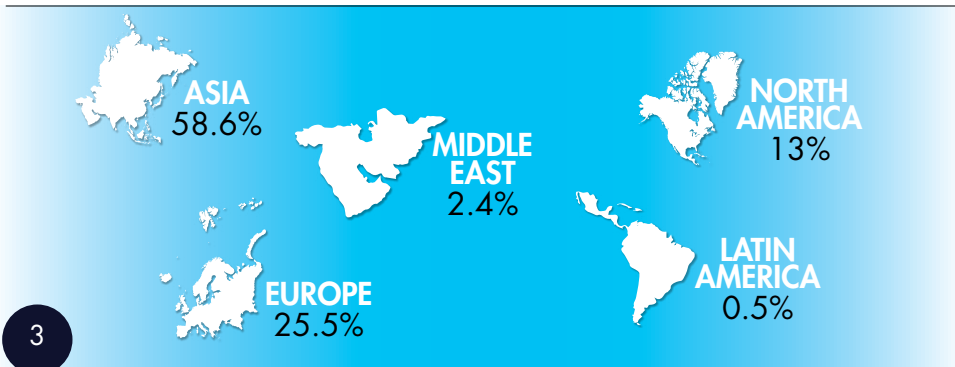 ASIA
58.6%
MIDDLE
EAST
2.4%
NORTH
AMERICA
13%
EUROPE
25.5%
LATIN
AMERICA
0.5%
3